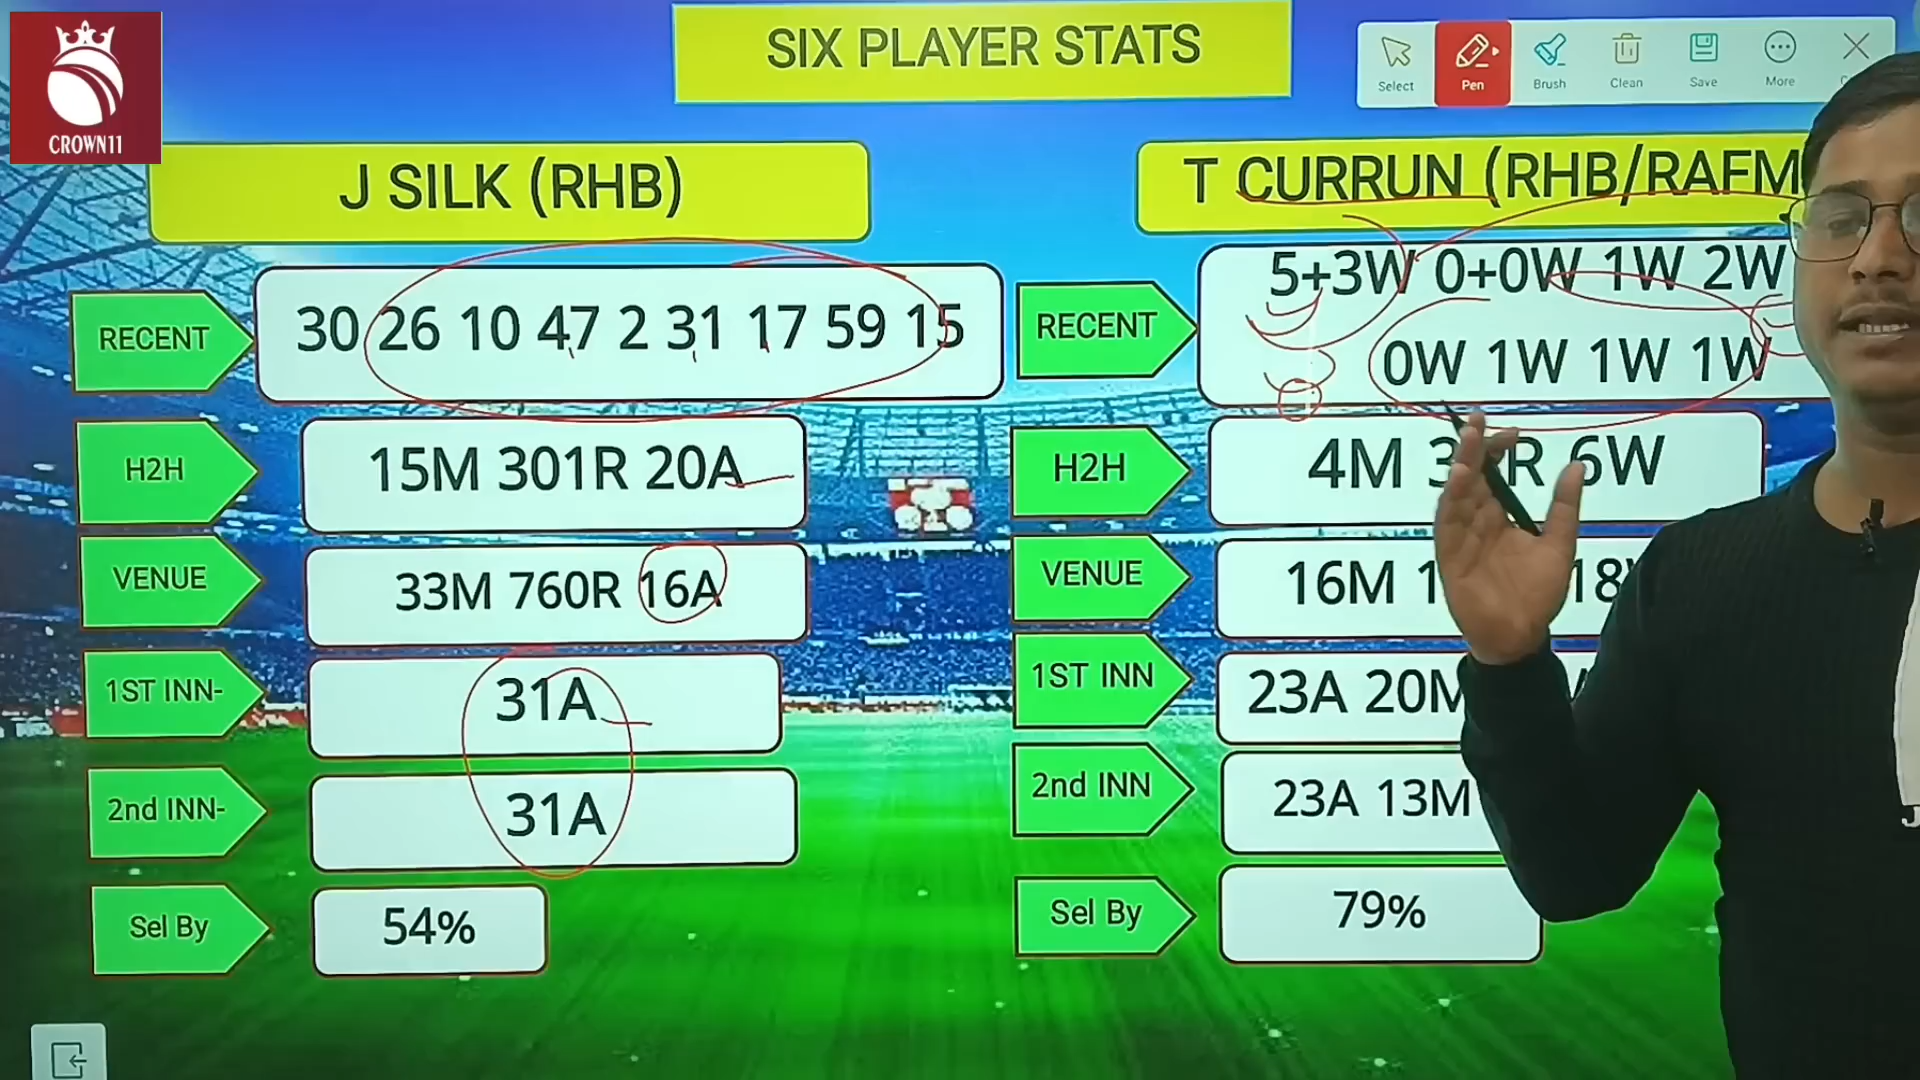 CROWN11
SIX PLAYER STATS
Select
Pen
Brush
Clean
Save
More
J SILK (RHB)
RECENT
30 26 10 47 2 31 17 59 15
H2H
15M 301R 20A
VENUE
33M 760R 16A
1ST INN-
31A
2nd INN-
31A
Sel By
54%
T CURRUN (RHB/RAFM
RECENT
5+3W 0+0W 1W 2W
0W 1W 1W 1W
H2H
4M R 6W
VENUE
16M
1ST INN
23A 20M
2nd INN
23A 13M
Sel By
79%